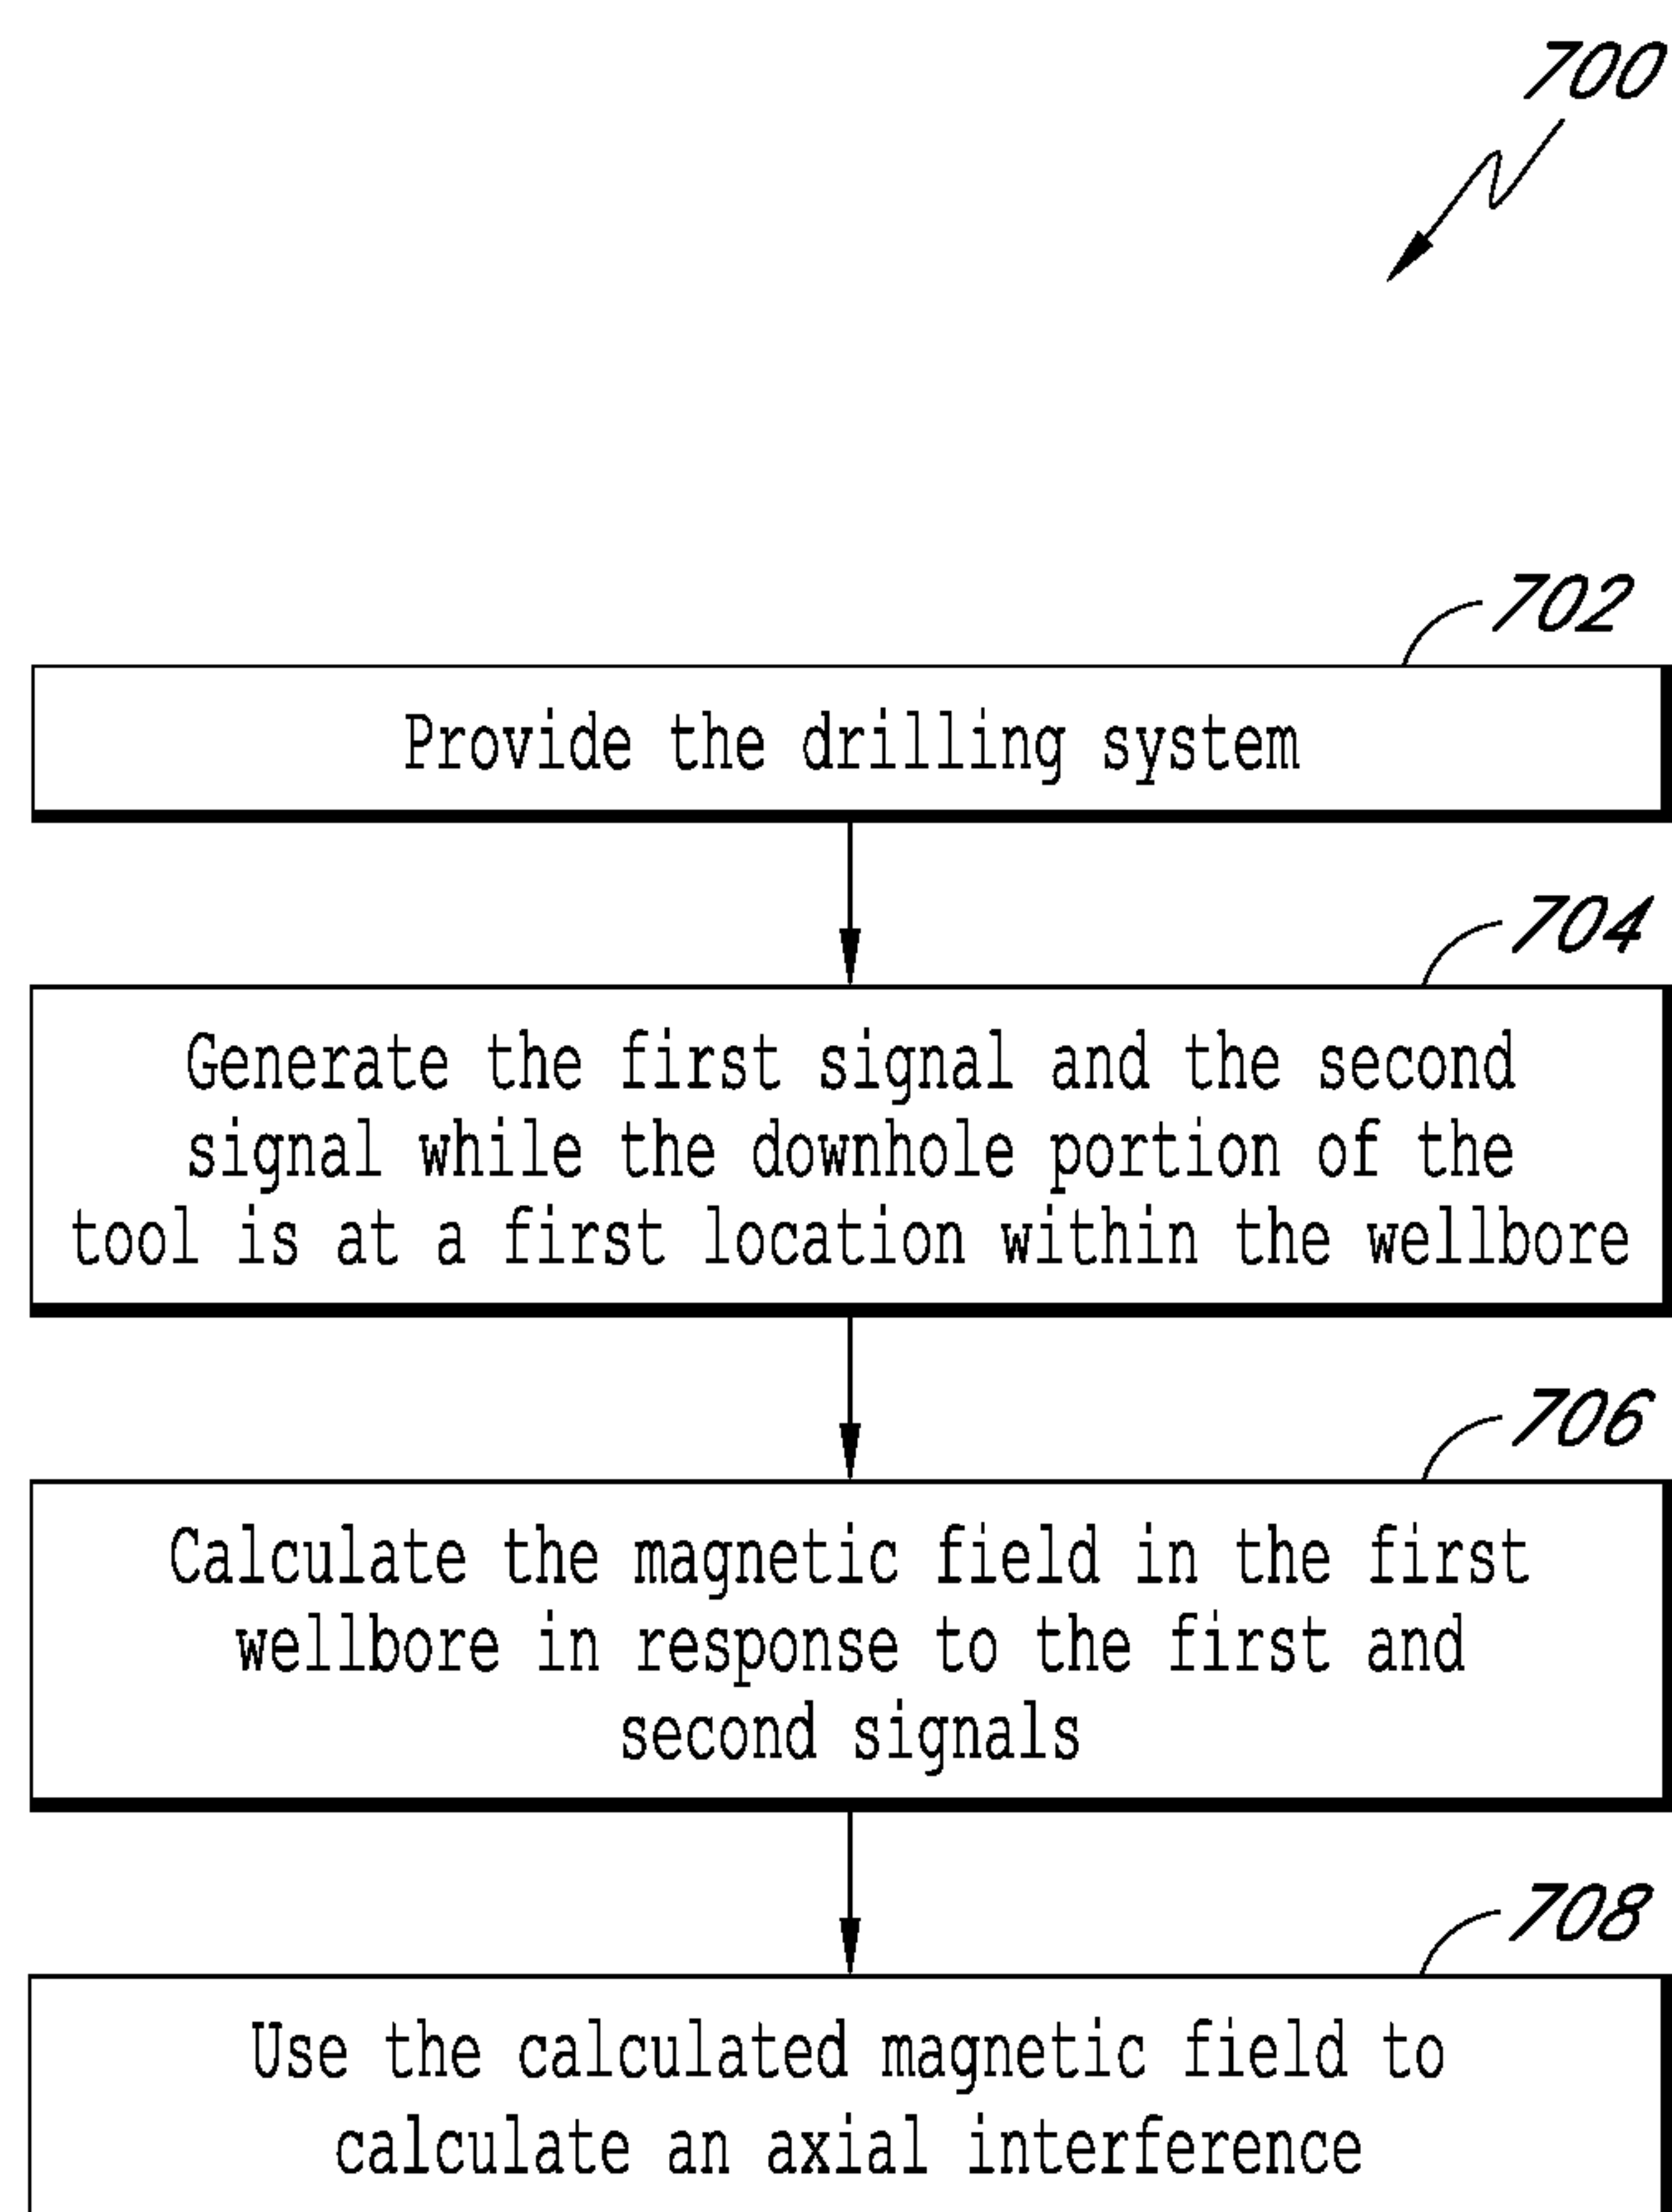 700
702
Provide the drilling system
704
Generate the first signal and the second
signal while the downhole portion of the
tool is at a first location within the wellbore
706
Calculate the magnetic field in the first
wellbore in response to the first and
second signals
708
Use the calculated magnetic field to
calculate an axial interference